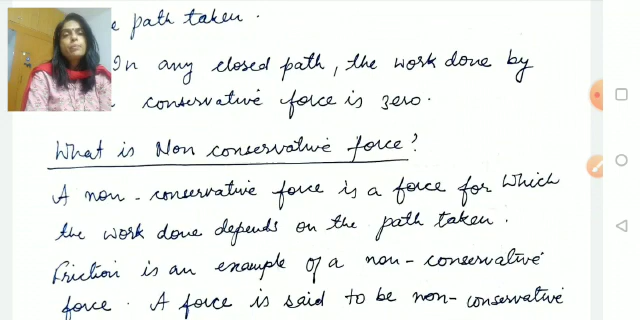 path taken.
In any closed path, the work done by
conservative force is zero.
What is Non conservative force?
A non-conservative force is a force for which
the work done depends on the path taken.
Friction is an example of a non-conservative
force. A force is said to be non-conservative